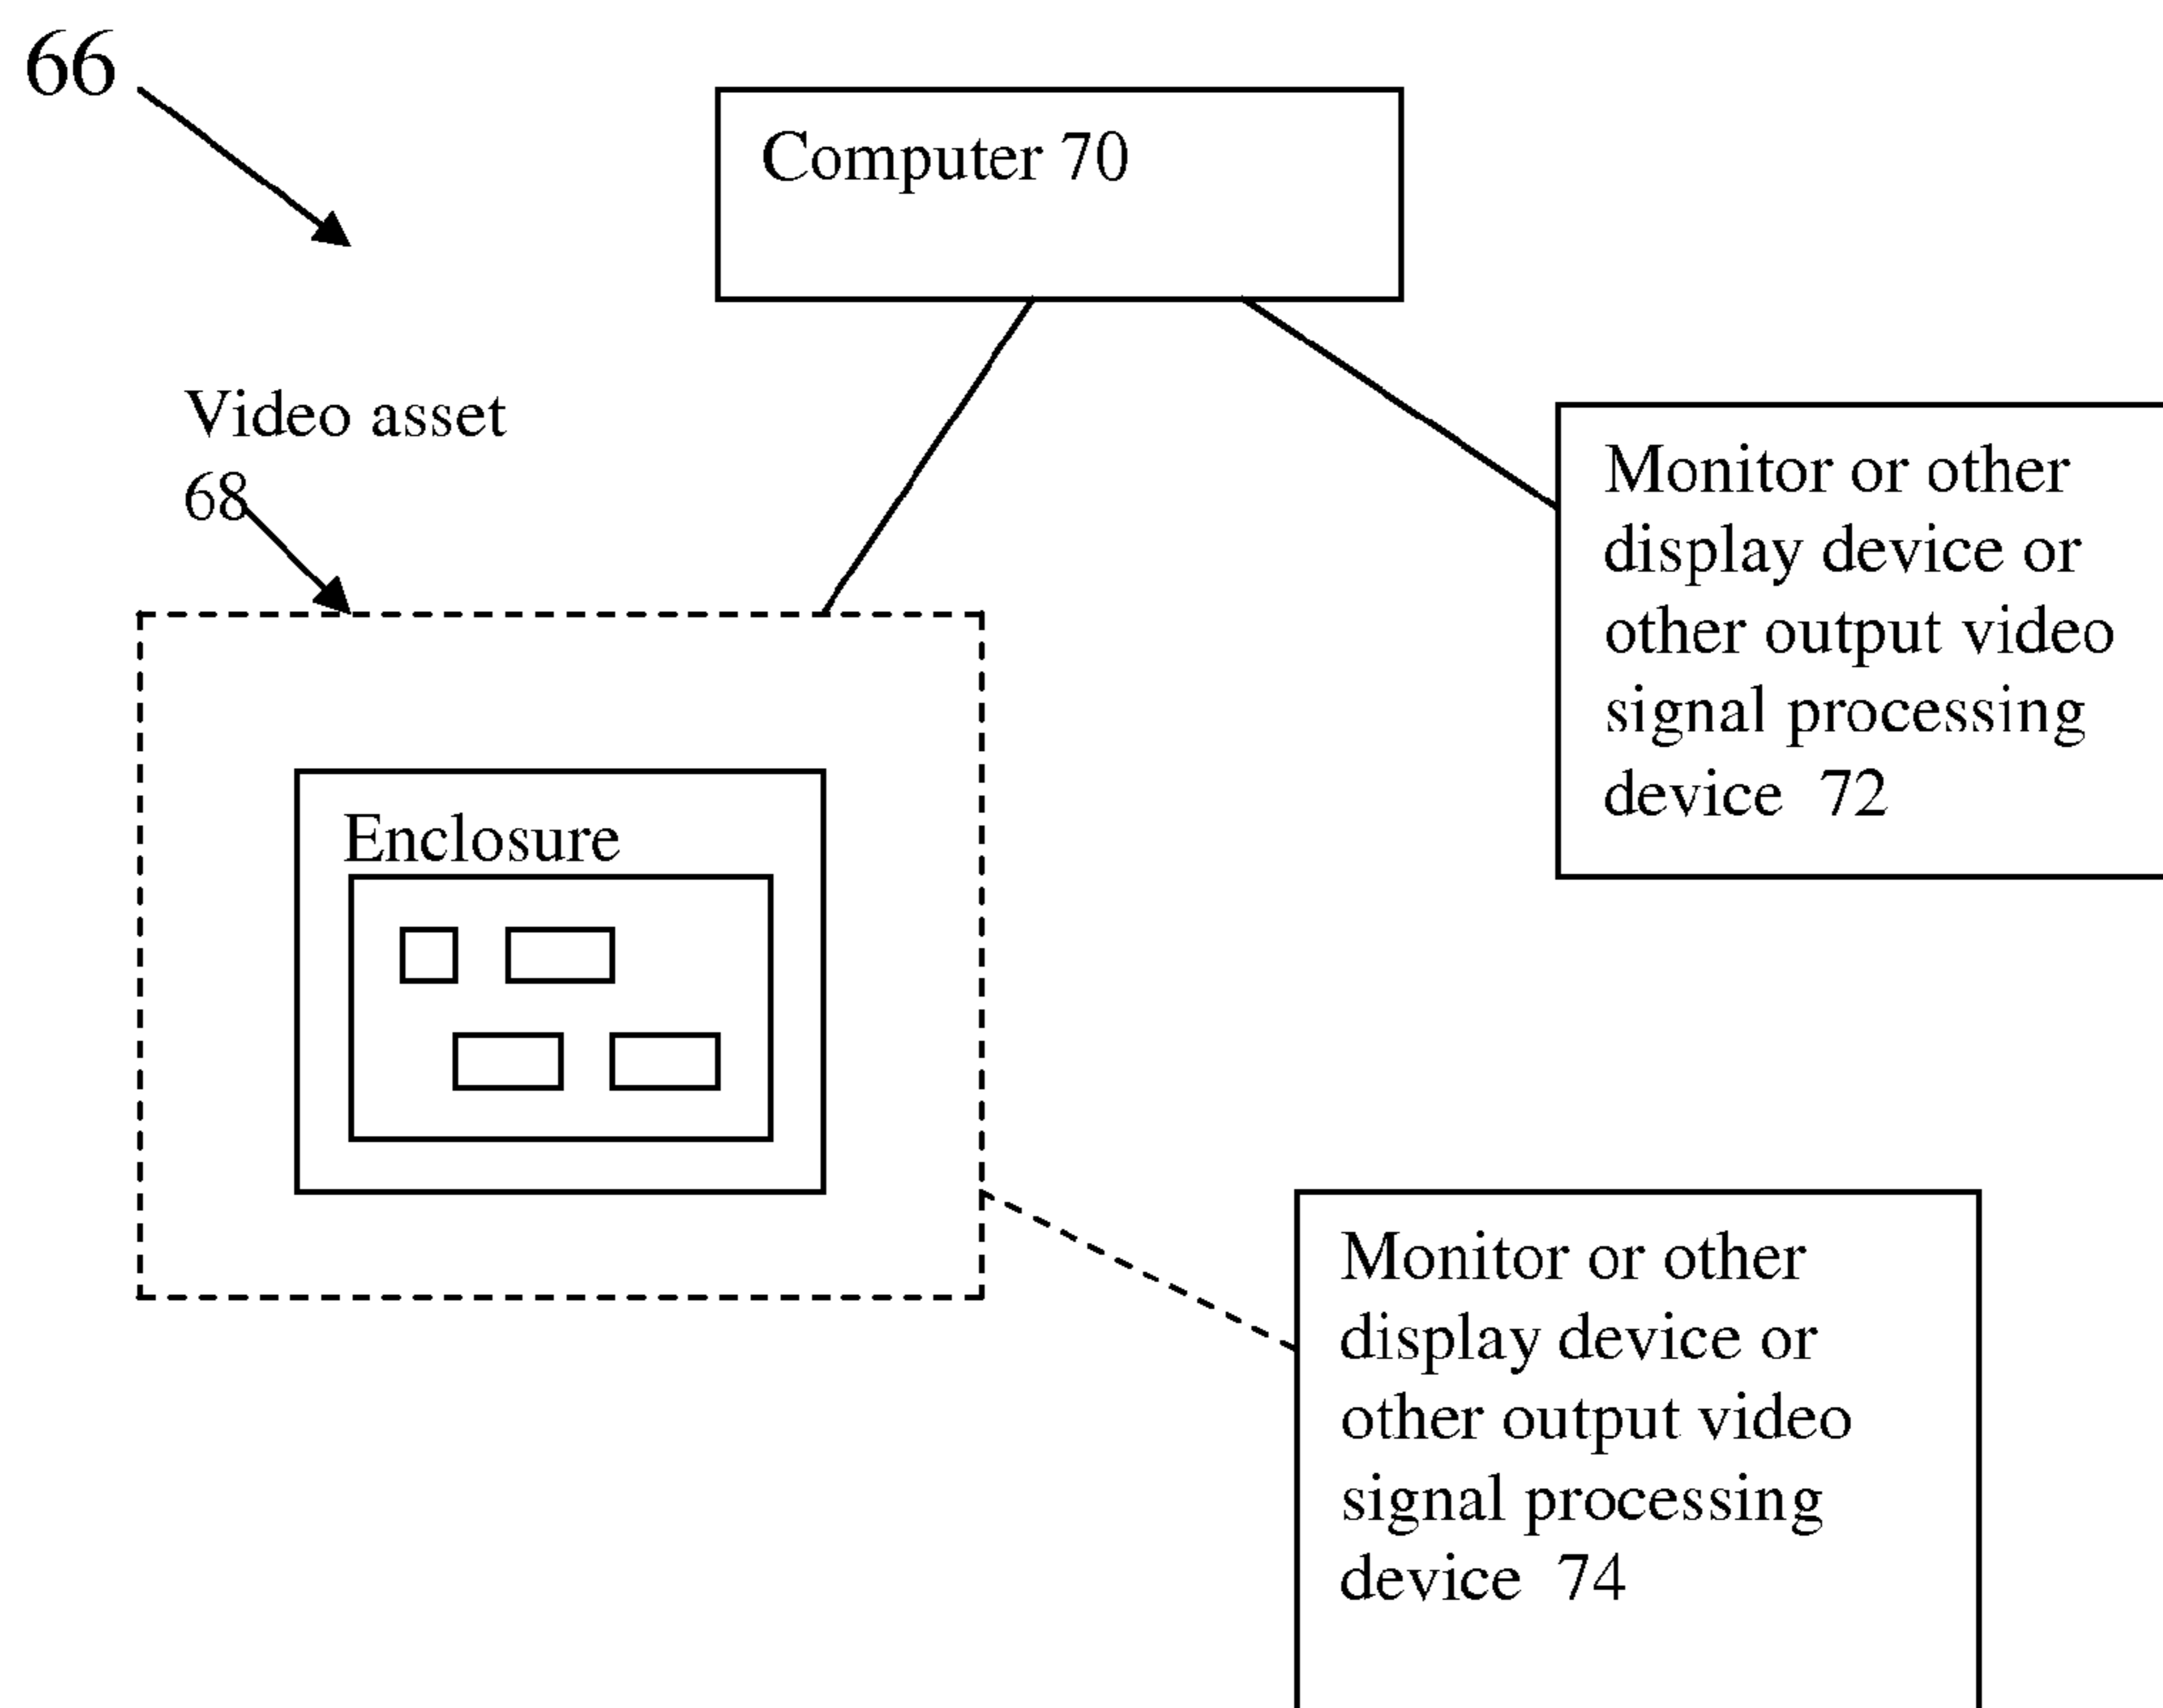 66
Computer 70
Video asset
68
Monitor or other
display device or
other output video
signal processing
device 72
Enclosure
Monitor or other
display device or
other output video
signal processing
device 74